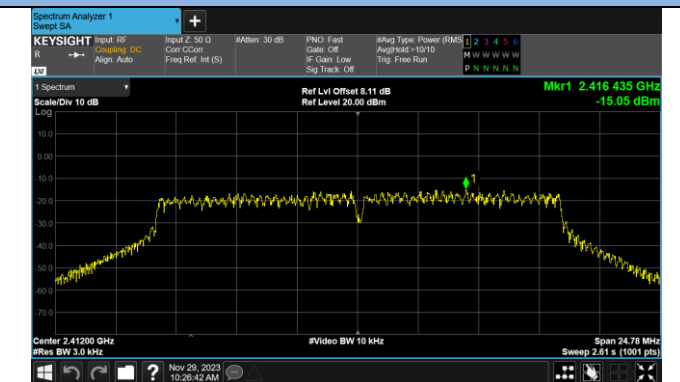 Spectrum Analyzer 1
Swept SA
+
KEYSIGHT Input: RF Input Z: 50 Ω #Atten: 30 dB PNO: Fast #Avg Type: Power (RMS 1 2 3 4 5 6
R Coupling: DC Corr CCorr Gate: Off Avg|Hold:>10/10 M W W W W W
Align: Auto Freq Ref: Int (S) IF Gain: Low Trig: Free Run
LXI Sig Track: Off P N N N N N
1 Spectrum Ref Lvl Offset 8.11 dB Mkr1 2.416 435 GHz
Scale/Div 10 dB Ref Level 20.00 dBm -15.05 dBm
Log
10.0
0.00
-10.0
1
-20.0
-30.0
-40.0
-50.0
-60.0
-70.0
Center 2.41200 GHz #Video BW 10 kHz Span 24.78 MHz
#Res BW 3.0 kHz Sweep 2.61 s (1001 pts)
? Nov 29, 2023
10:26:42 AM